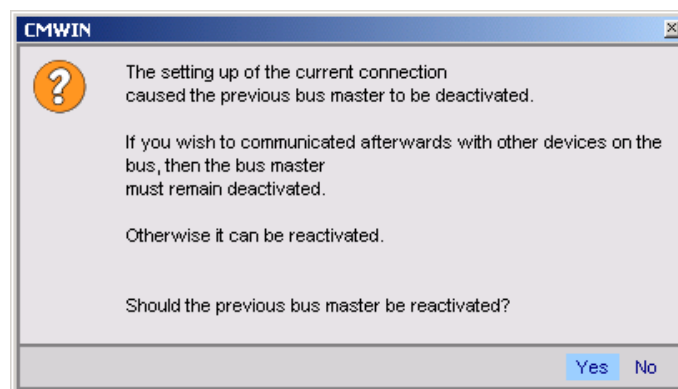 CMWIN
The setting up of the current connection
caused the previous bus master to be deactivated.
If you wish to communicated afterwards with other devices on the
bus, then the bus master
must remain deactivated.
Otherwise it can be reactivated.
Should the previous bus master be reactivated?
Yes No